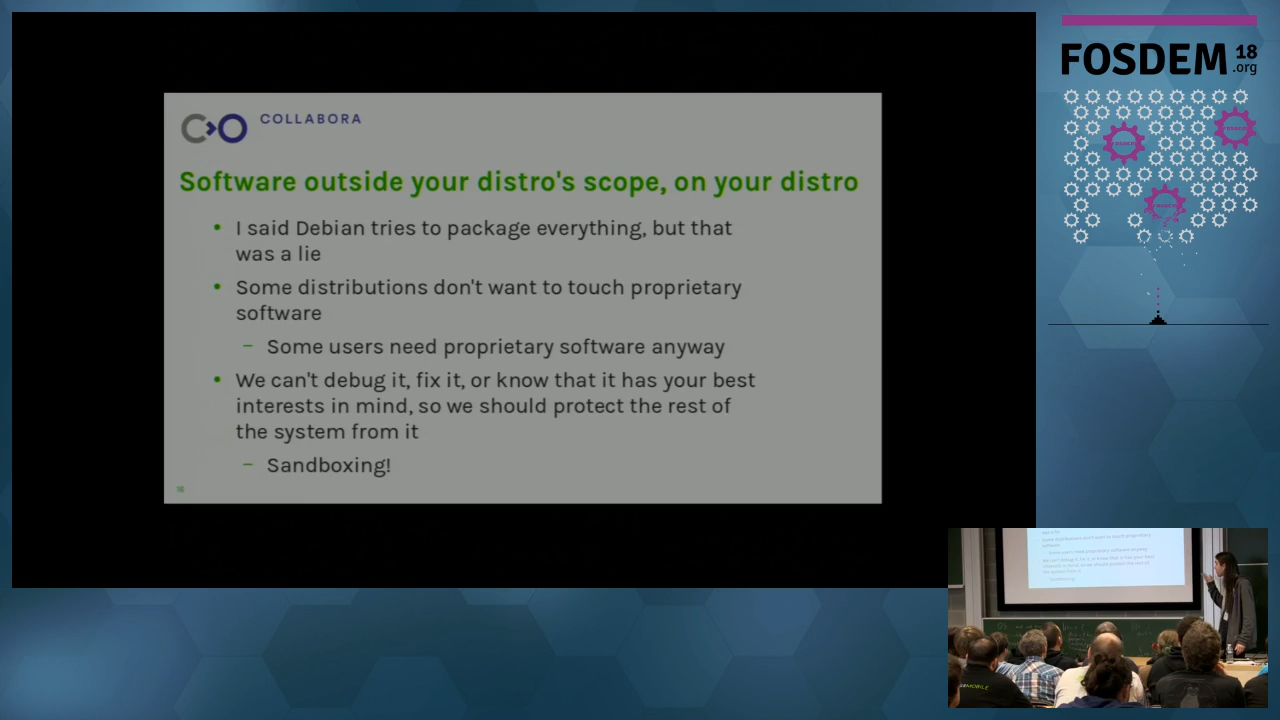 FOSDEM 18
.org
COLLABORA
Software outside your distro's scope, on your distro
• I said Debian tries to package everything, but that
was a lie
• Some distributions don't want to touch proprietary
software
– Some users need proprietary software anyway
• We can't debug it, fix it, or know that it has your best
interests in mind, so we should protect the rest of
the system from it
– Sandboxing!